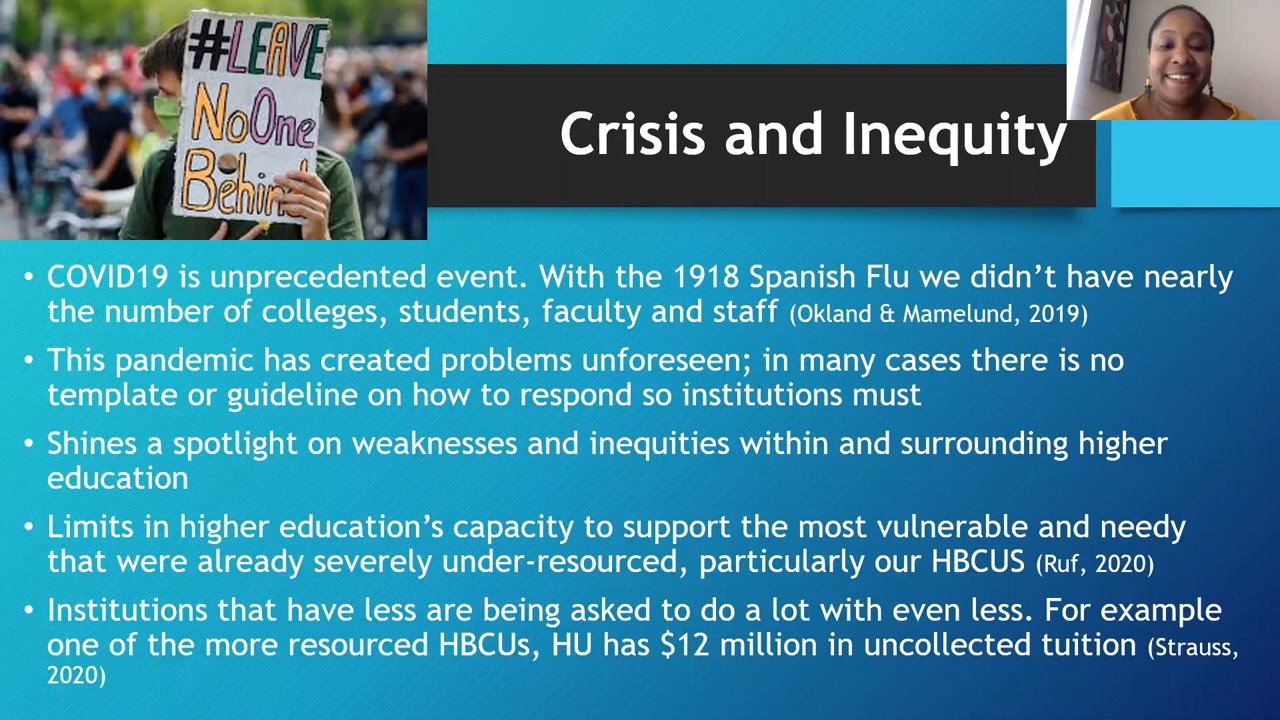 #LEAVE
NoOne
Behind
Crisis and Inequity
• COVID19 is unprecedented event. With the 1918 Spanish Flu we didn’t have nearly
the number of colleges, students, faculty and staff (Okland & Mamelund, 2019)
• This pandemic has created problems unforeseen; in many cases there is no
template or guideline on how to respond so institutions must
• Shines a spotlight on weaknesses and inequities within and surrounding higher
education
• Limits in higher education’s capacity to support the most vulnerable and needy
that were already severely under-resourced, particularly our HBCUS (Ruf, 2020)
• Institutions that have less are being asked to do a lot with even less. For example
one of the more resourced HBCUs, HU has $12 million in uncollected tuition (Strauss,
2020)